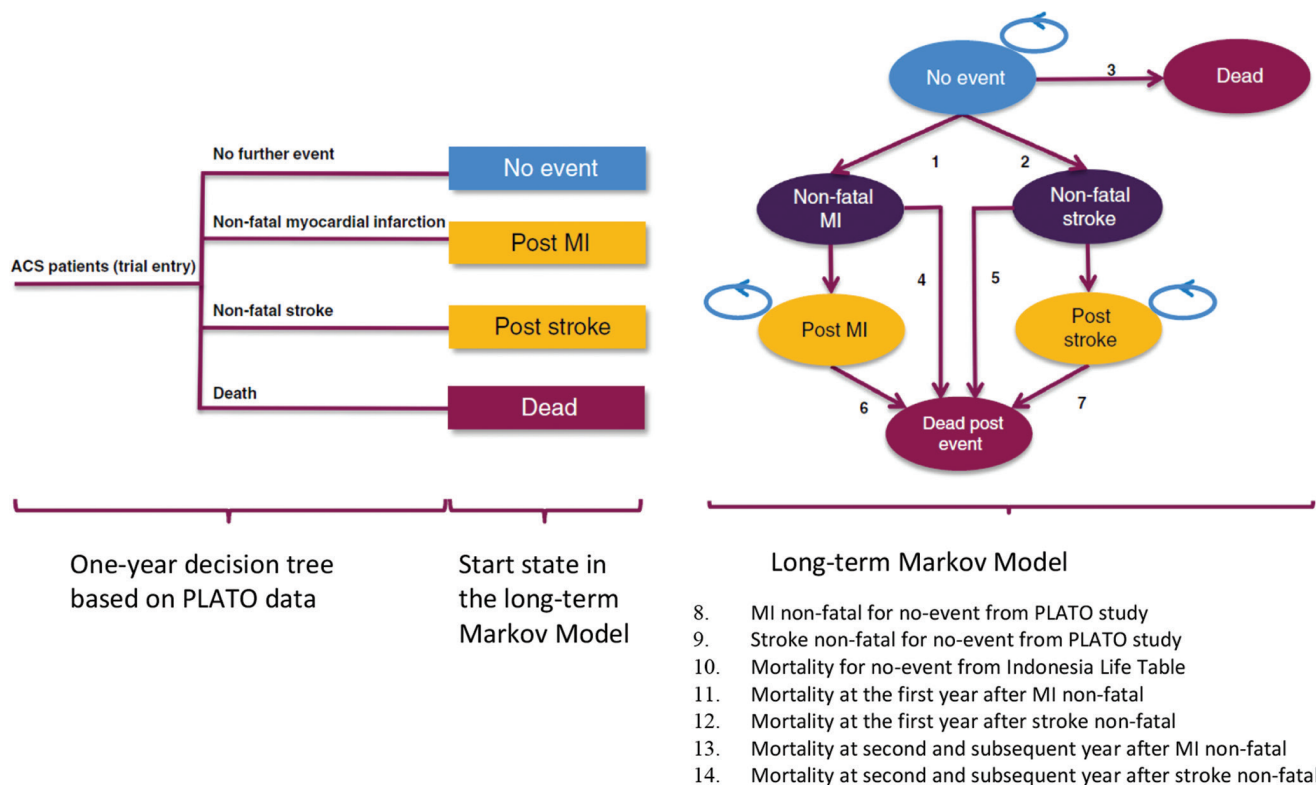 No further event
No event
Non-fatal myocardial infarction
Post MI
ACS patients (trial entry)
Non-fatal stroke
Post stroke
Death
Dead
One-year decision tree
based on PLATO data
Start state in
the long-term
Markov Model
No event
3
Dead
1
2
Non-fatal
MI
Non-fatal
stroke
4
5
Post MI
Post
stroke
6
7
Dead post
event
Long-term Markov Model
8. MI non-fatal for no-event from PLATO study
9. Stroke non-fatal for no-event from PLATO study
10. Mortality for no-event from Indonesia Life Table
11. Mortality at the first year after MI non-fatal
12. Mortality at the first year after stroke non-fatal
13. Mortality at second and subsequent year after MI non-fatal
14. Mortality at second and subsequent year after stroke non-fatal